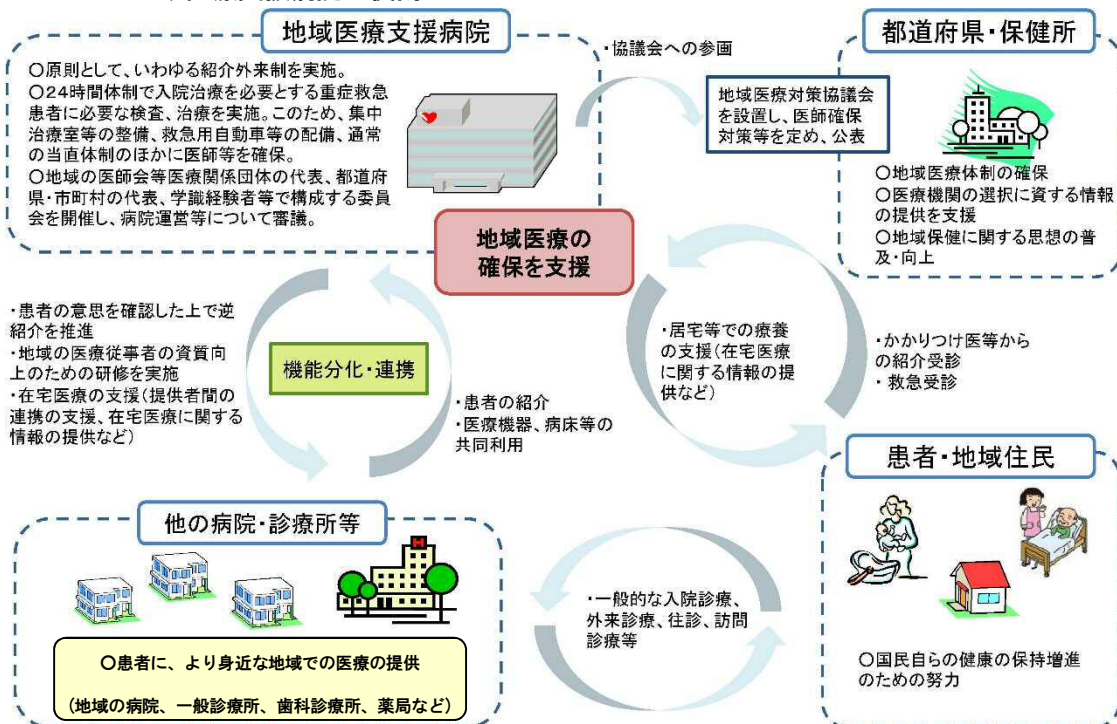 地域医療支援病院
〇原則として、いわゆる紹介外来制を実施。
〇24時間体制で入院治療を必要とする重症救急
患者に必要な検査、治療を実施。このため、集中
治療室等の整備、救急用自動車等の配備、通常
の当直体制のほかに医師等を確保。
〇地域の医師会等医療関係団体の代表、都道府
県・市町村の代表、学識経験者等で構成する委員
会を開催し、病院運営等について審議。
・協議会への参画
都道府県・保健所
地域医療対策協議会
を設置し、医師確保
対策等を定め、公表
〇地域医療体制の確保
〇医療機関の選択に資する情報
の提供を支援
〇地域保健に関する思想の普
及・向上
地域医療の
確保を支援
・患者の意思を確認した上で逆
紹介を推進
・地域の医療従事者の資質向
上のための研修を実施
・在宅医療の支援(提供者間の
連携の支援、在宅医療に関する
情報の提供など)
機能分化・連携
・患者の紹介
・医療機器、病床等の
共同利用
・居宅等での療養
の支援(在宅医療
に関する情報の提
供など)
・かかりつけ医等から
の紹介受診
・救急受診
他の病院・診療所等
H
〇患者に、より身近な地域での医療の提供
(地域の病院、一般診療所、歯科診療所、薬局など)
・一般的な入院診療、
外来診療、往診、訪問
診療等
患者・地域住民
〇国民自らの健康の保持増進
のための努力